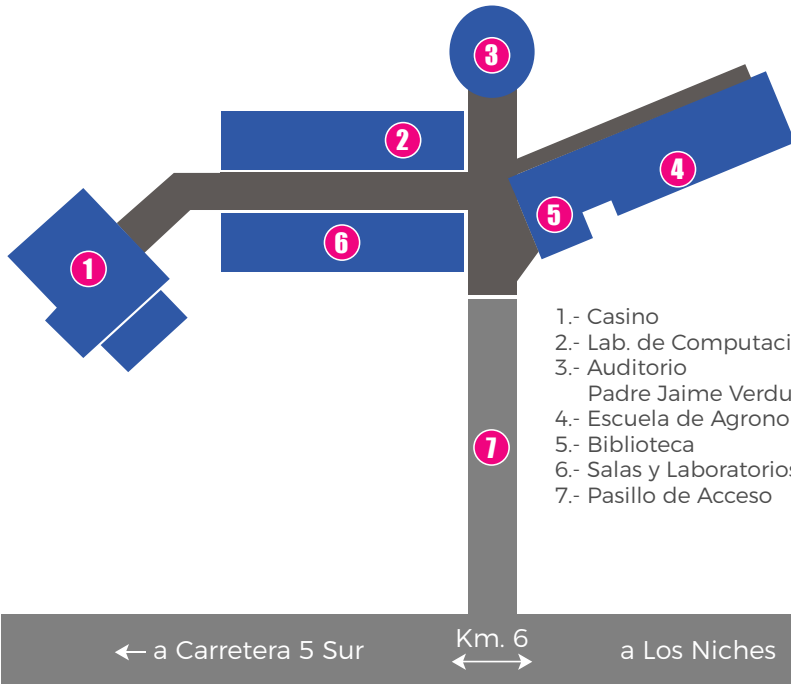 3
2
4
5
6
1
1.- Casino
2.- Lab. de Computaci
3.- Auditorio
Padre Jaime Verdu
4.- Escuela de Agrono
5.- Biblioteca
6.- Salas y Laboratorios
7.- Pasillo de Acceso
7
← a Carretera 5 Sur
Km. 6
↔
a Los Niches